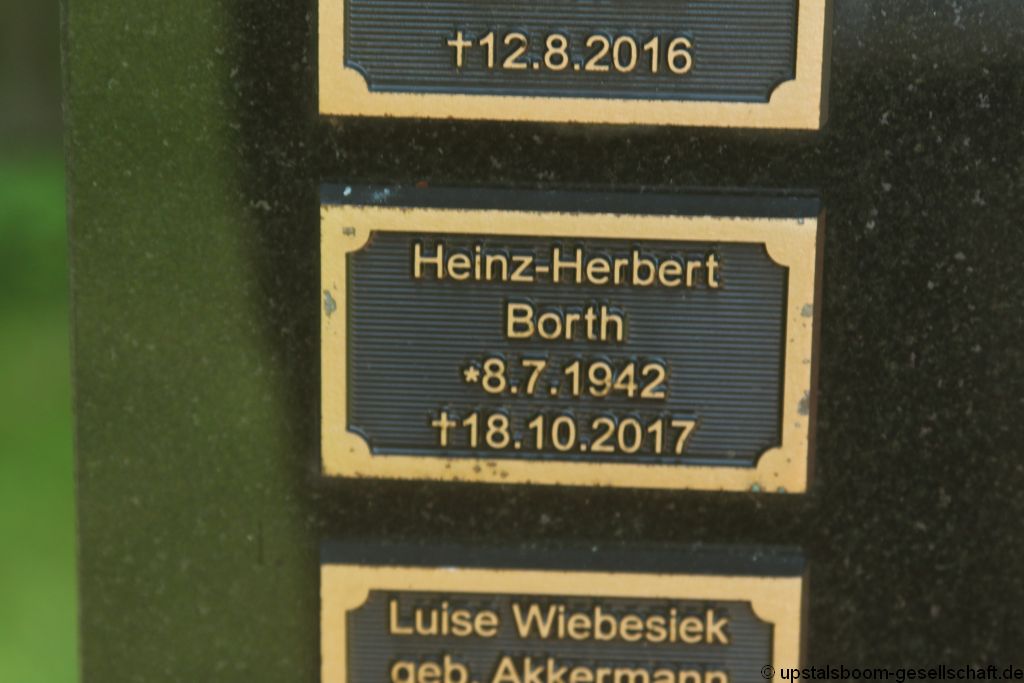 †12.8.2016
Heinz-Herbert
Borth
*8.7.1942
†18.10.2017
Luise Wiebesiek
geb. Akkermann
© upstalsboom-gesellschaft.de